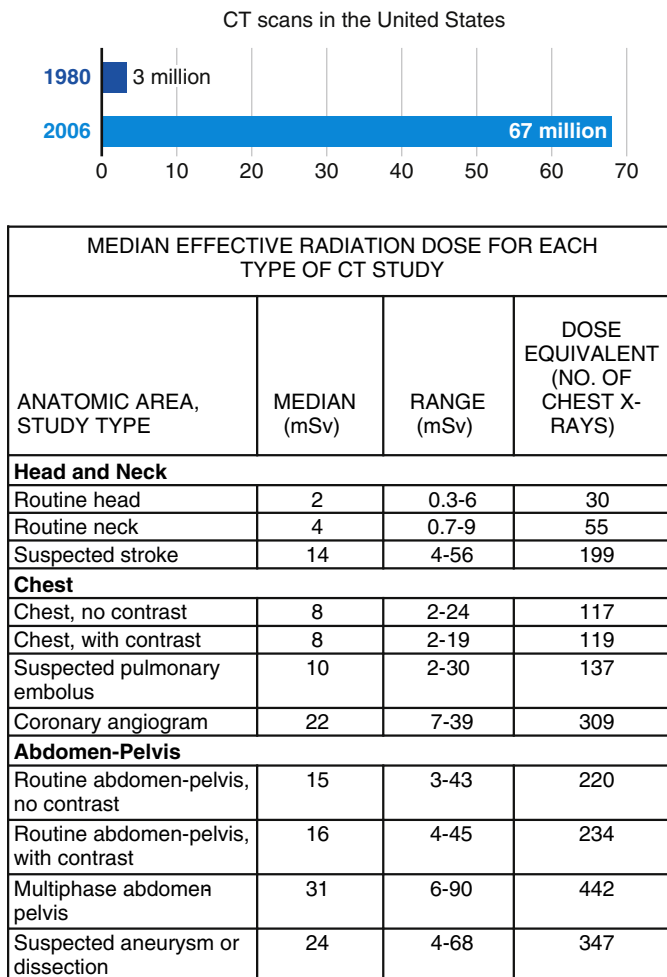 CT scans in the United States
1980 3 million
2006 67 million
0 10 20 30 40 50 60 70
MEDIAN EFFECTIVE RADIATION DOSE FOR EACH
TYPE OF CT STUDY
ANATOMIC AREA,
STUDY TYPE
MEDIAN
(mSv)
RANGE
(mSv)
DOSE
EQUIVALENT
(NO. OF
CHEST X-
RAYS)
Head and Neck
Routine head 2 0.3-6 30
Routine neck 4 0.7-9 55
Suspected stroke 14 4-56 199
Chest
Chest, no contrast 8 2-24 117
Chest, with contrast 8 2-19 119
Suspected pulmonary 10 2-30 137
embolus
Coronary angiogram 22 7-39 309
Abdomen-Pelvis
Routine abdomen-pelvis, 15 3-43 220
no contrast
Routine abdomen-pelvis, 16 4-45 234
with contrast
Multiphase abdomen- 31 6-90 442
pelvis
Suspected aneurysm or 24 4-68 347
dissection